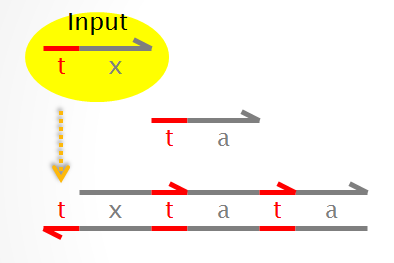 Input
t x
t a
t x t a t a